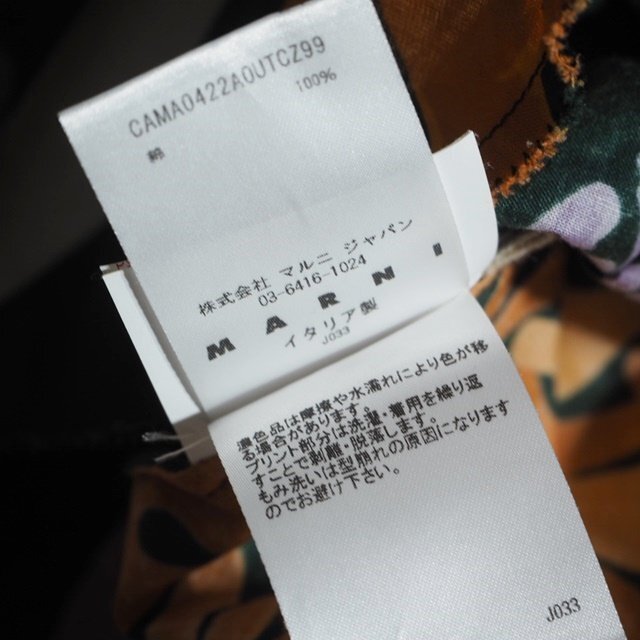 CAMA0422A0UTCZ99
綿 100%
株式会社 マルニ ジャパン
03-6416-1024
MARNI
イタリア製
J033
濃色品は摩擦や水濡れにより色が移
る場合があります。
プリント部分は洗濯・着用を繰り返
すことで剥離・脱落します。
もみ洗いは型崩れの原因になります
のでお避け下さい。
J033